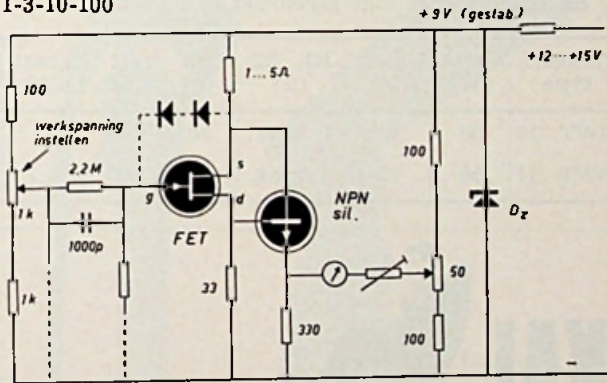 1-3-10-100
+9V (gestab.)
+12...+15V
1...5Ω
100
werkspanning
instellen
2,2M
1k
1000p
g
s
d
FET
NPN
sil.
100
Dz
50
33
330
100
1k
−